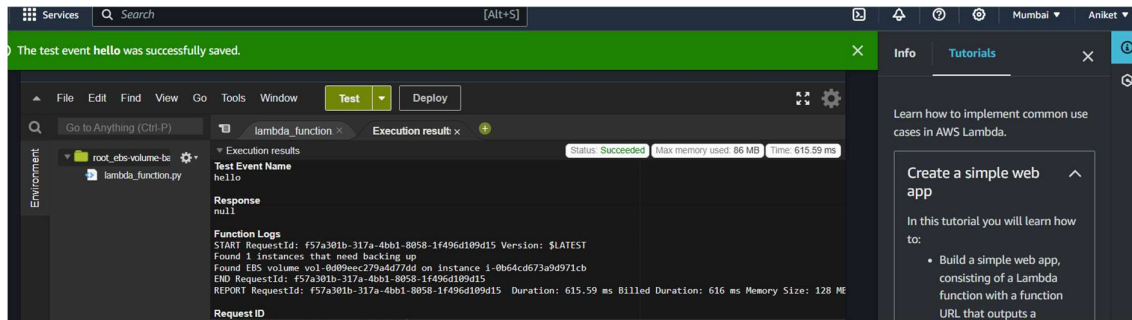 Services Search [Alt+S] Mumbai Aniket
The test event hello was successfully saved.
Info Tutorials
File Edit Find View Go Tools Window Test Deploy
Go to Anything (Ctrl-P) lambda_function Execution result
Environment
root_ebs-volume-ba
lambda_function.py
Execution results Status: Succeeded Max memory used: 86 MB Time: 615.59 ms
Test Event Name
hello
Response
null
Function Logs
START RequestId: f57a301b-317a-4bb1-8058-1f496d109d15 Version: $LATEST
Found 1 instances that need backing up
Found EBS volume vol-0d09eec279a4d77dd on instance i-0b64cd673a9d971cb
END RequestId: f57a301b-317a-4bb1-8058-1f496d109d15
REPORT RequestId: f57a301b-317a-4bb1-8058-1f496d109d15 Duration: 615.59 ms Billed Duration: 616 ms Memory Size: 128 MB
Request ID
Learn how to implement common use
cases in AWS Lambda.
Create a simple web
app
In this tutorial you will learn how
to:
• Build a simple web app,
consisting of a Lambda
function with a function
URL that outputs a